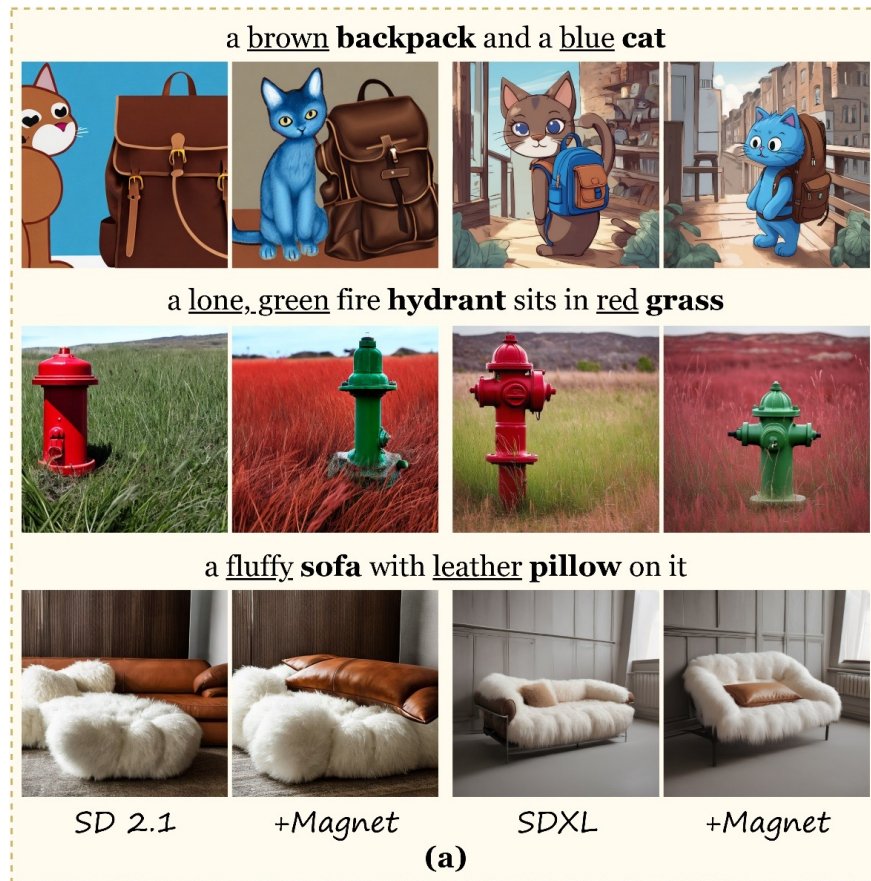 a brown backpack and a blue cat
a lone, green fire hydrant sits in red grass
a fluffy sofa with leather pillow on it
SD 2.1 +Magnet SDXL +Magnet
(a)